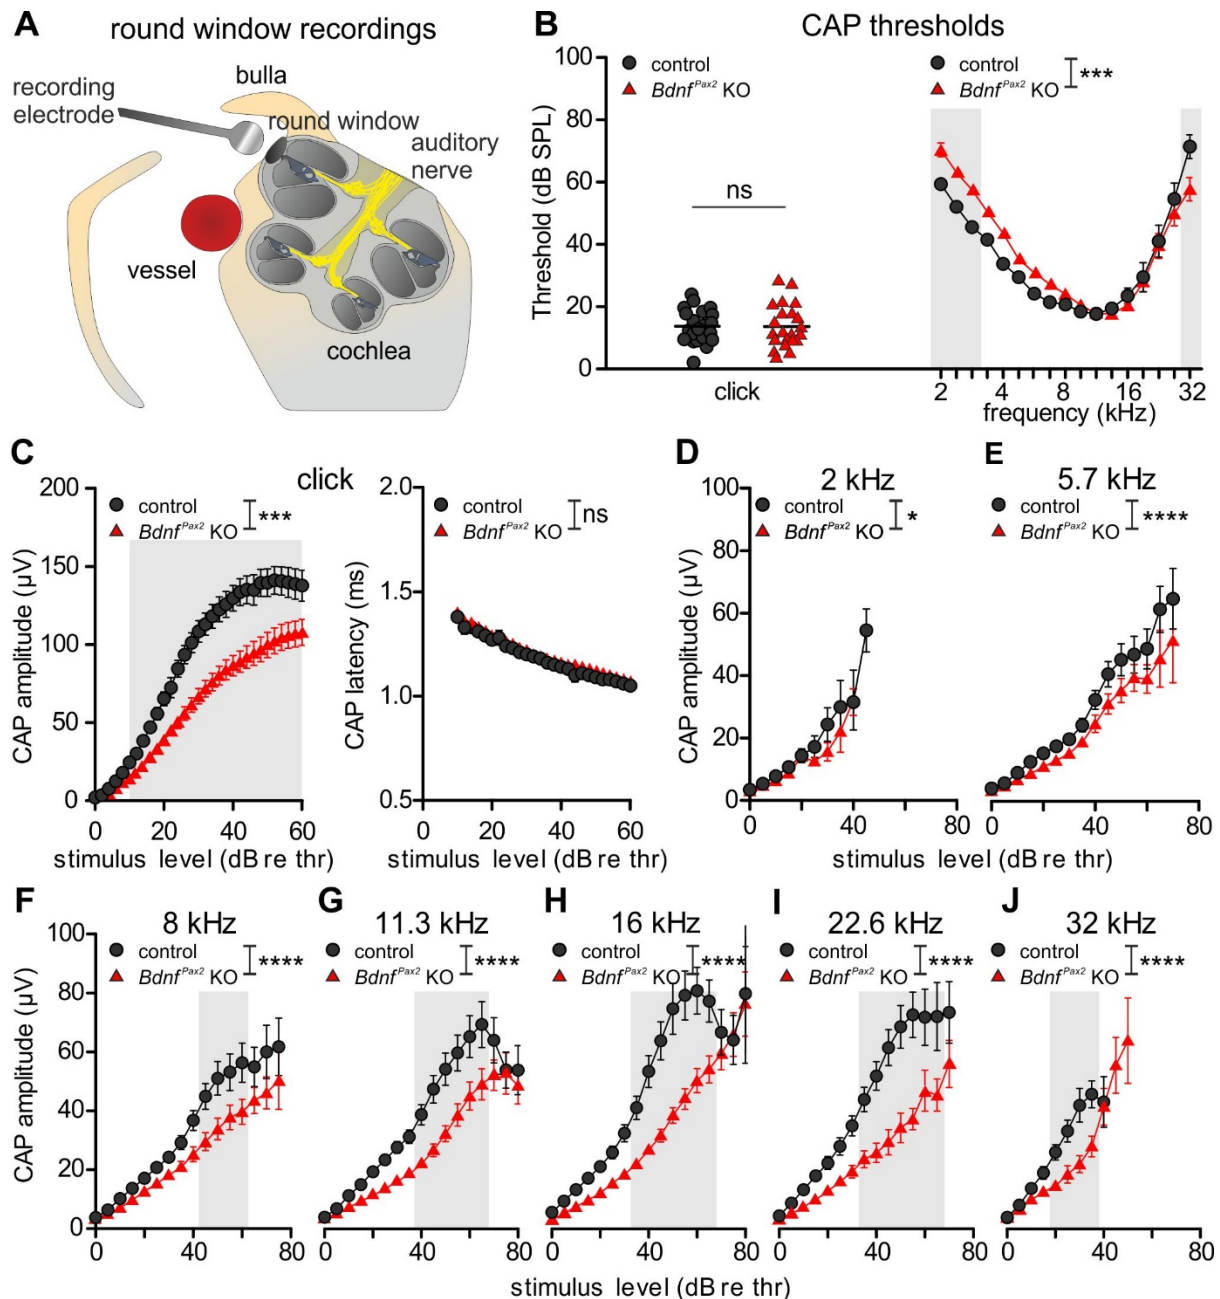 A
round window recordings
bulla
recording
electrode
round window
auditory
nerve
vessel
cochlea
B
CAP thresholds
control
Bdnf^Pax2 KO
control
Bdnf^Pax2 KO
***
Threshold (dB SPL)
100
80
60
40
20
0
ns
click
2
4
8
16
32
frequency (kHz)
C
click
CAP amplitude (µV)
200
150
100
50
0
control
Bdnf^Pax2 KO
***
0
20
40
60
stimulus level (dB re thr)
CAP latency (ms)
2.0
1.5
1.0
0.5
control
Bdnf^Pax2 KO
ns
0
20
40
60
stimulus level (dB re thr)
D
2 kHz
CAP amplitude (µV)
100
80
60
40
20
0
control
Bdnf^Pax2 KO
*
0
40
80
E
5.7 kHz
control
Bdnf^Pax2 KO
****
0
40
80
stimulus level (dB re thr)
F
8 kHz
CAP amplitude (µV)
100
80
60
40
20
0
control
Bdnf^Pax2 KO
****
0
40
80
G
11.3 kHz
control
Bdnf^Pax2 KO
****
0
40
80
H
16 kHz
control
Bdnf^Pax2 KO
****
0
40
80
I
22.6 kHz
control
Bdnf^Pax2 KO
****
0
40
80
J
32 kHz
control
Bdnf^Pax2 KO
****
0
40
80
stimulus level (dB re thr)